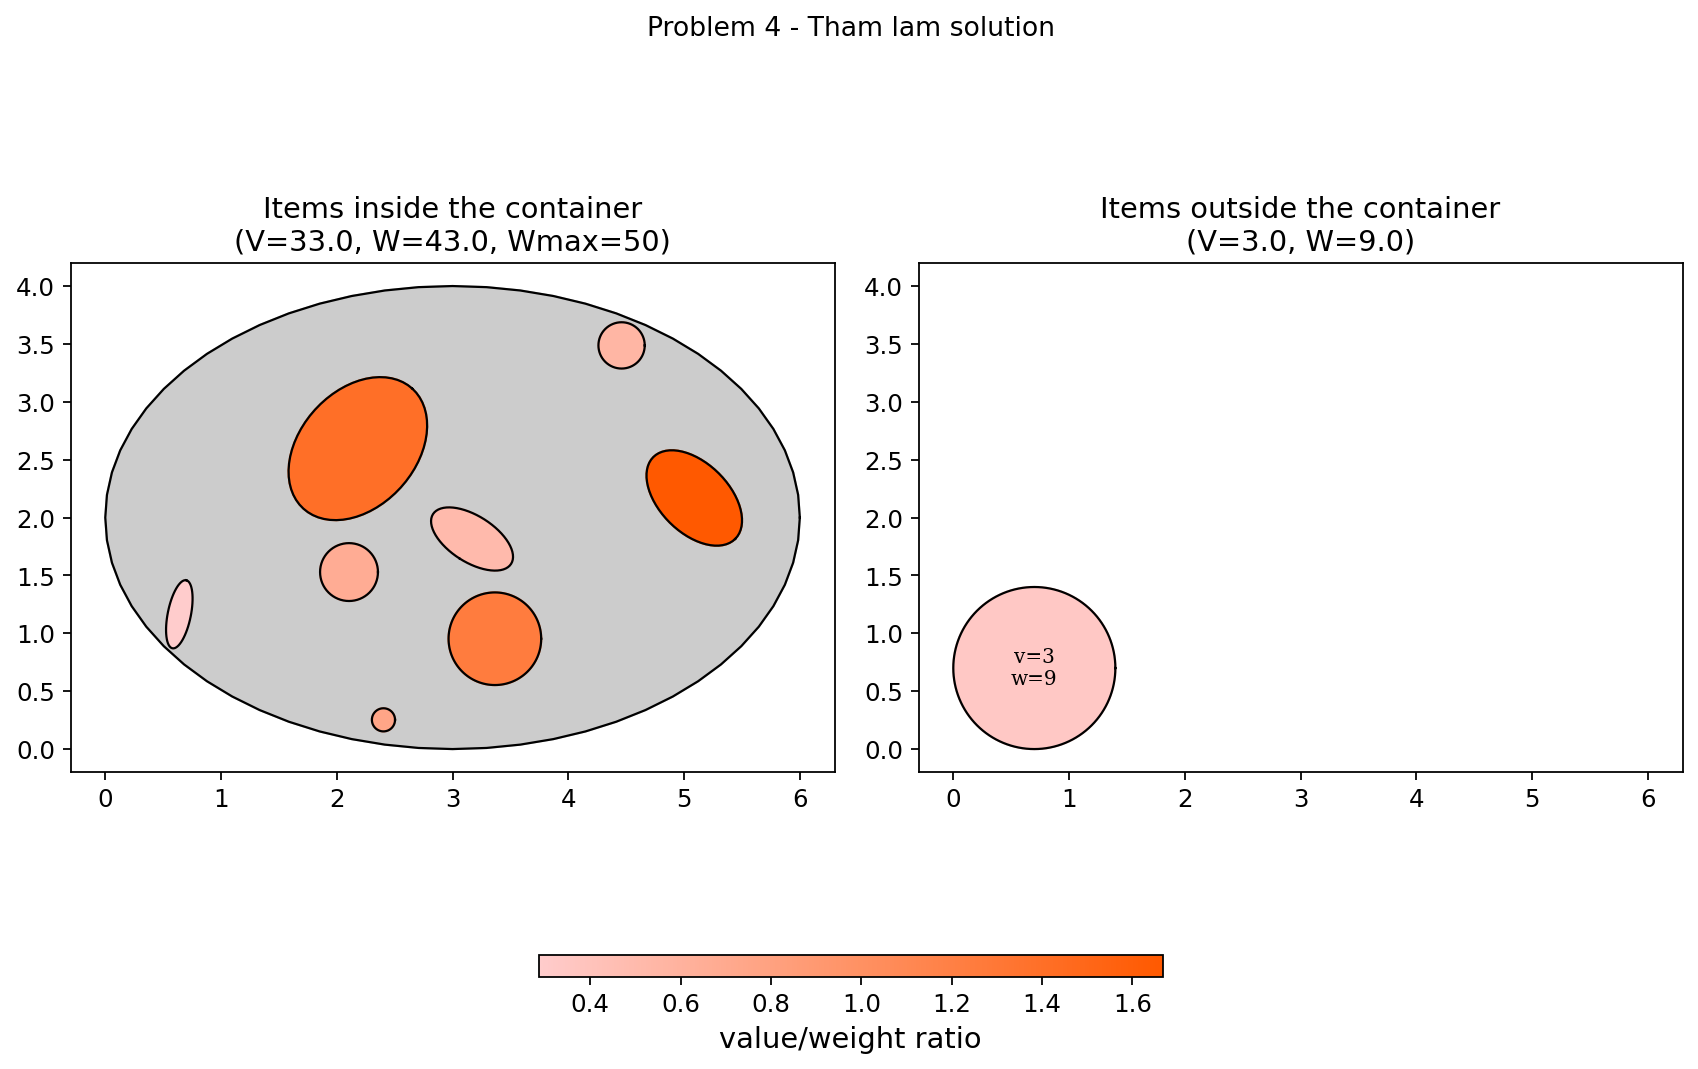 Problem 4 - Tham lam solution
Items inside the container
(V=33.0, W=43.0, Wmax=50)
4.0
3.5
3.0
2.5
2.0
1.5
1.0
0.5
0.0
0 1 2 3 4 5 6
Items outside the container
(V=3.0, W=9.0)
4.0
3.5
3.0
2.5
2.0
1.5
1.0
0.5
0.0
v=3
w=9
0 1 2 3 4 5 6
0.4 0.6 0.8 1.0 1.2 1.4 1.6
value/weight ratio